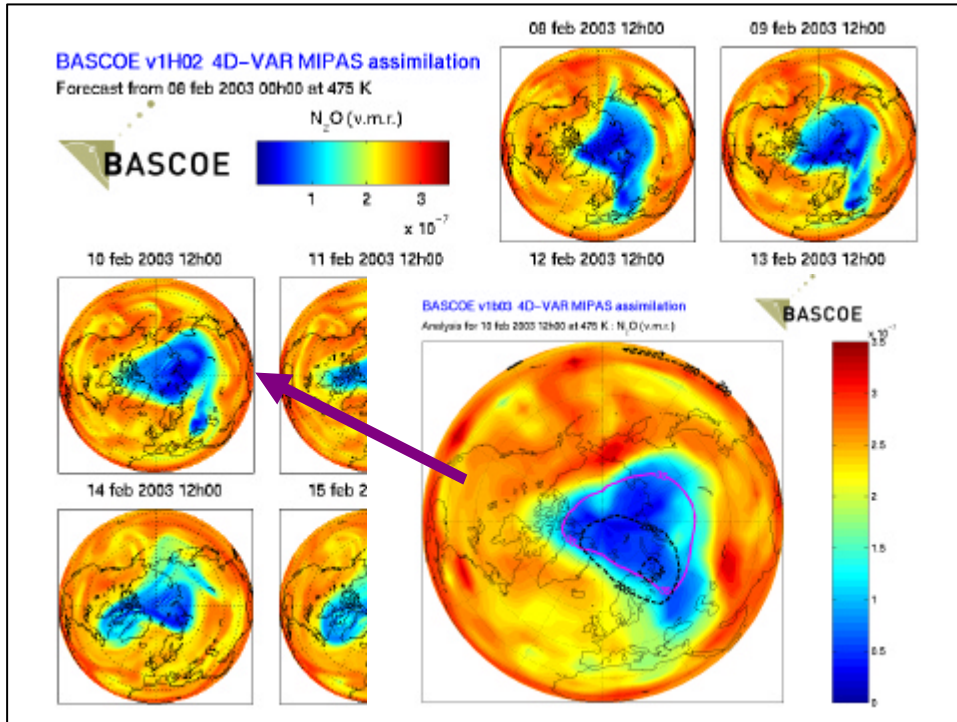 BASCOE v1H02 4D-VAR MIPAS assimilation
Forecast from 08 feb 2003 00h00 at 475 K
N2O (v.m.r.)
1 2 3
x 10-7
BASCOE
08 feb 2003 12h00
09 feb 2003 12h00
10 feb 2003 12h00
11 feb 2003 12h00
12 feb 2003 12h00
13 feb 2003 12h00
14 feb 2003 12h00
15 feb 2
BASCOE v1b03 4D-VAR MIPAS assimilation
Analysis for 10 feb 2003 12h00 at 475 K : N2O (v.m.r.)
BASCOE
x 10
3.5
3
2.5
2
1.5
1
0.5
0